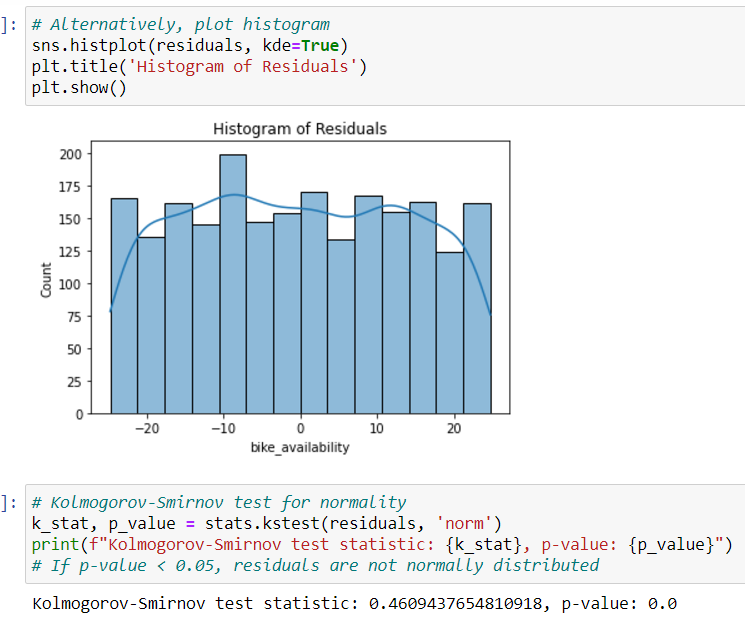 ]: # Alternatively, plot histogram
sns.histplot(residuals, kde=True)
plt.title('Histogram of Residuals')
plt.show()
Histogram of Residuals
200
175
150
125
100
75
50
25
0
Count
−20 −10 0 10 20
bike_availability
]: # Kolmogorov-Smirnov test for normality
k_stat, p_value = stats.kstest(residuals, 'norm')
print(f"Kolmogorov-Smirnov test statistic: {k_stat}, p-value: {p_value}")
# If p-value < 0.05, residuals are not normally distributed
Kolmogorov-Smirnov test statistic: 0.4609437654810918, p-value: 0.0